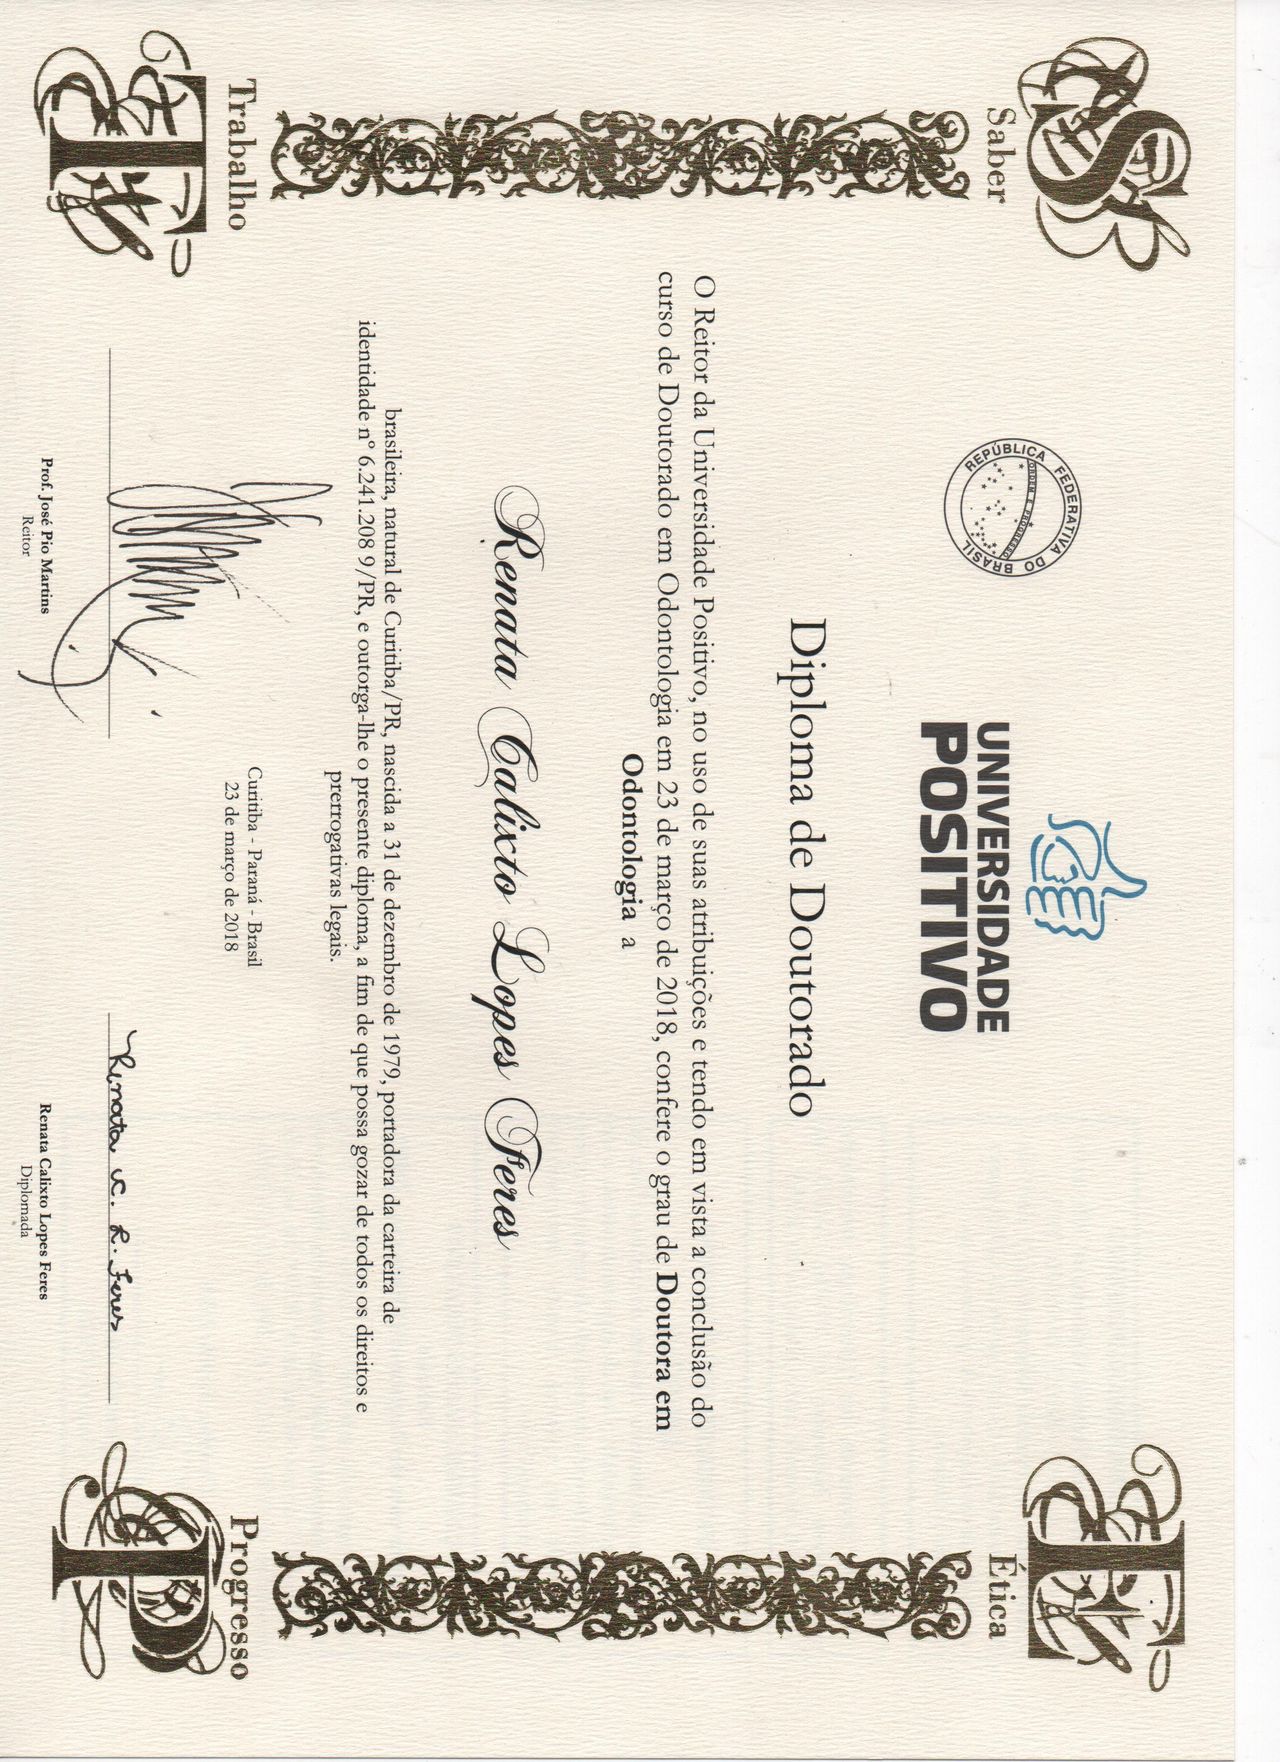 Saber
Ética
REPÚBLICA FEDERATIVA DO BRASIL
ORDEM E PROGRESSO
UNIVERSIDADE
POSITIVO
Diploma de Doutorado
O Reitor da Universidade Positivo, no uso de suas atribuições e tendo em vista a conclusão do
curso de Doutorado em Odontologia em 23 de março de 2018, confere o grau de Doutora em
Odontologia a
Renata Calixto Lopes Feres
brasileira, natural de Curitiba/PR, nascida a 31 de dezembro de 1979, portadora da carteira de
identidade nº 6.241.208 9/PR, e outorga-lhe o presente diploma, a fim de que possa gozar de todos os direitos e
prerrogativas legais.
Curitiba - Paraná - Brasil
23 de março de 2018
Trabalho
Progresso
Renata C. L. Feres
Prof. José Pio Martins
Reitor
Renata Calixto Lopes Feres
Diplomada